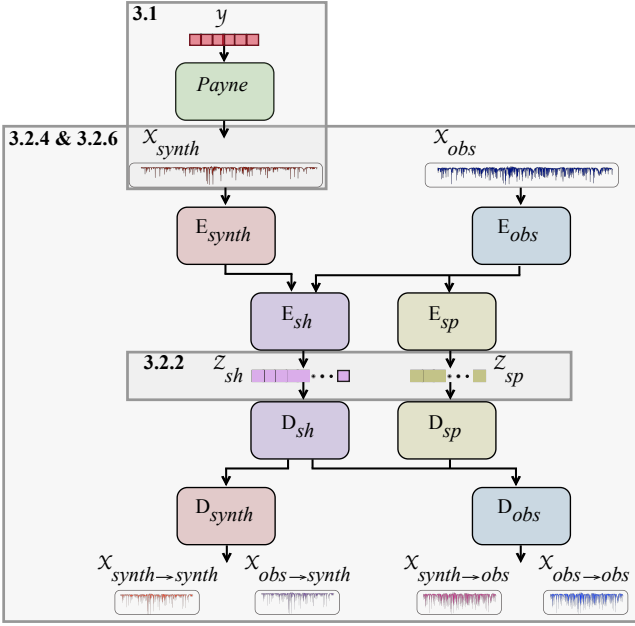 3.1
y
Payne
3.2.4 & 3.2.6
x_synth
x_obs
E_synth
E_obs
E_sh
E_sp
3.2.2
z_sh
z_sp
D_sh
D_sp
D_synth
D_obs
x_synth→synth
x_obs→synth
x_synth→obs
x_obs→obs